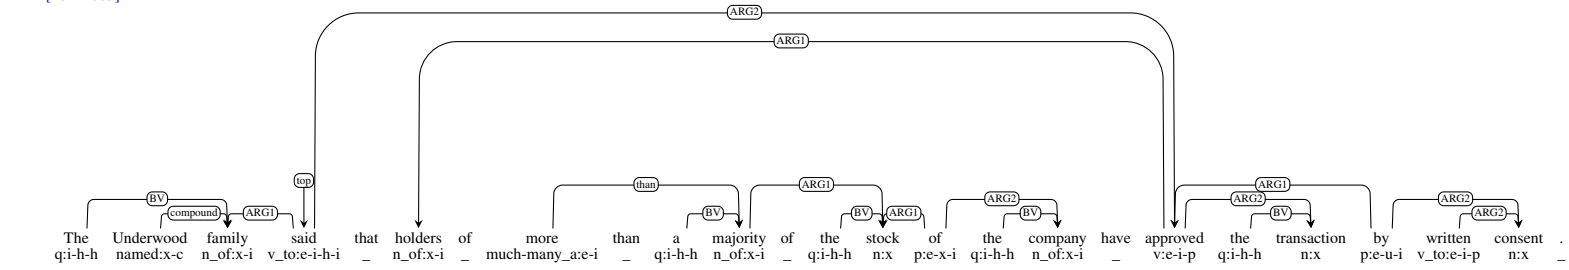 ARG2
ARG1
top than ARG1 ARG1
BV ARG2 ARG2 ARG2
compound ARG1 BV BV ARG1 BV BV ARG2
The Underwood family said that holders of more than a majority of the stock of the company have approved the transaction by written consent .
q:i-h-h named:x-c n_of:x-i v_to:e-i-h-i _ n_of:x-i _ much-many_a:e-i _ q:i-h-h n_of:x-i _ q:i-h-h n:x p:e-x-i q:i-h-h n_of:x-i _ v:e-i-p q:i-h-h n:x p:e-u-i v_to:e-i-p n:x _